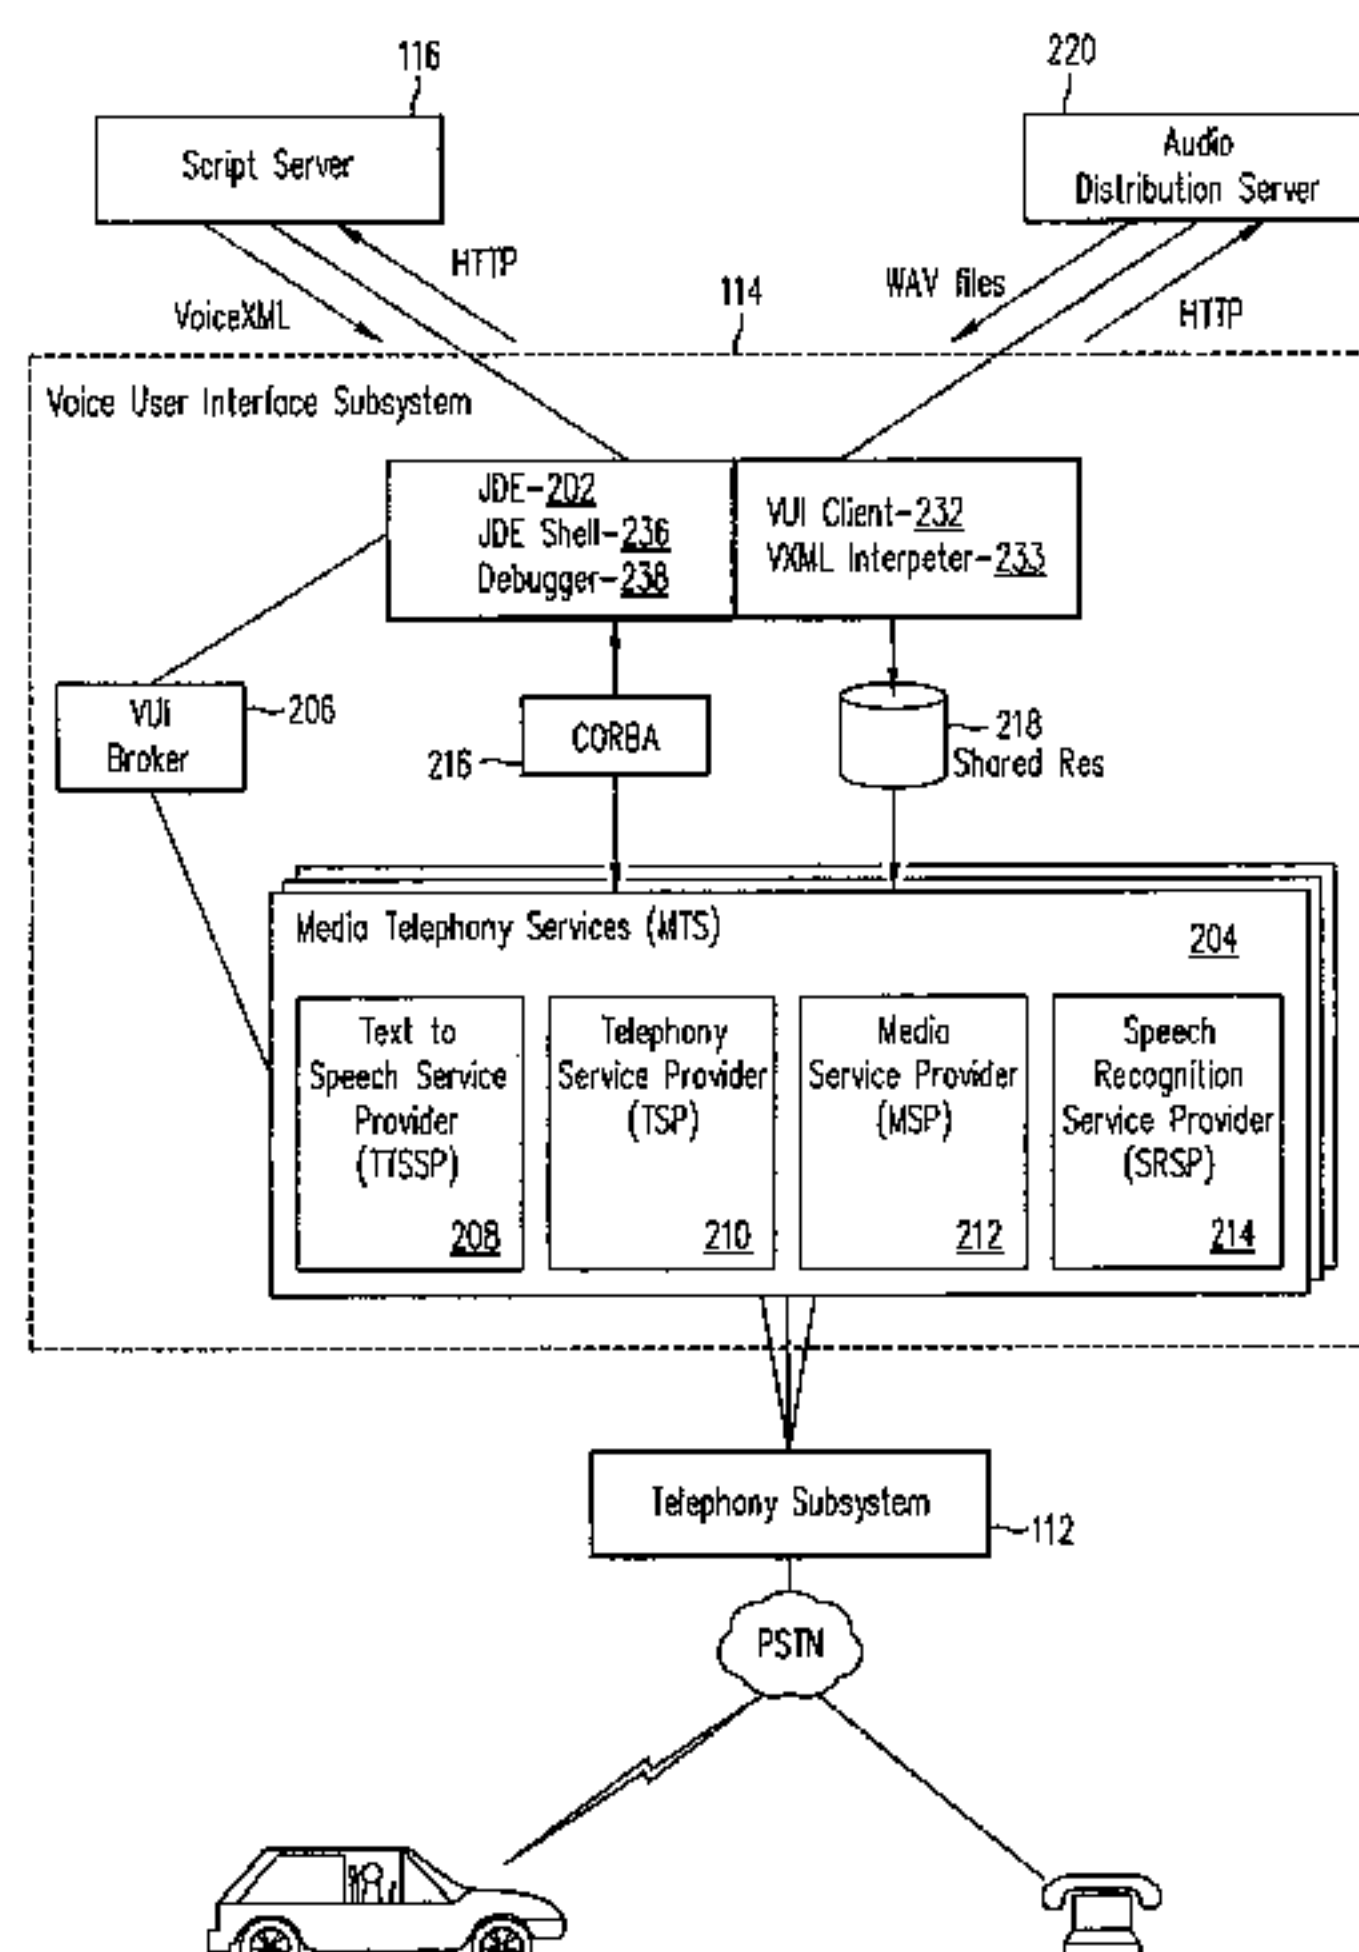 116
220
Script Server
Audio
Distribution Server
HTTP
WAV files
VoiceXML
114
HTTP
Voice User Interface Subsystem
JDE-202
JDE Shell-236
Debugger-238
VUI Client-232
VXML Interpeter-233
VUi
Broker
206
216
CORBA
218
Shared Res
Media Telephony Services (MTS)
204
Text to
Speech Service
Provider
(TTSSP)
208
Telephony
Service Provider
(TSP)
210
Media
Service Provider
(MSP)
212
Speech
Recognition
Service Provider
(SRSP)
214
Telephony Subsystem
112
PSTN